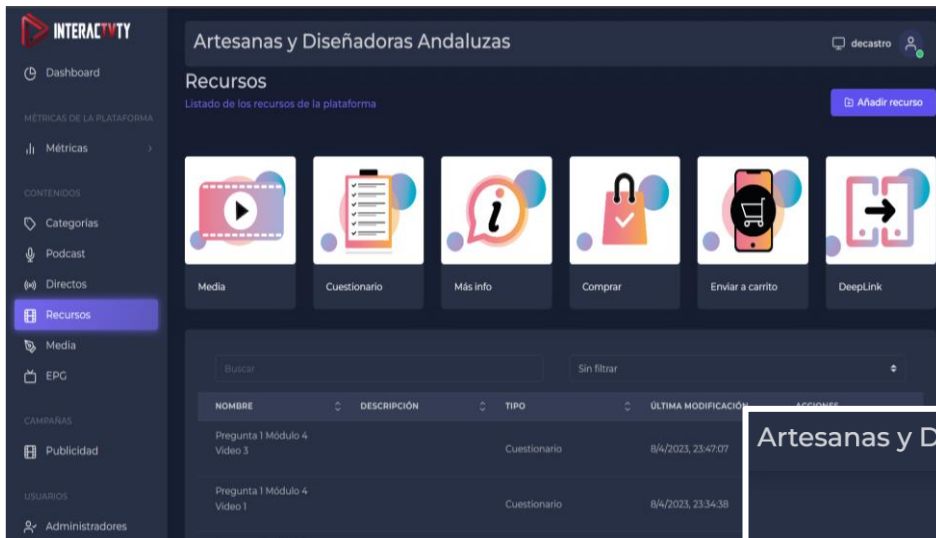 INTERACTVTY
Artesanas y Diseñadoras Andaluzas
decastro
Dashboard
MÉTRICAS DE LA PLATAFORMA
Métricas
CONTENIDOS
Categorías
Podcast
Directos
Recursos
Media
EPG
CAMPAÑAS
Publicidad
USUARIOS
Administradores
Recursos
Listado de los recursos de la plataforma
Añadir recurso
Media
Cuestionario
Más info
Comprar
Enviar a carrito
DeepLink
Buscar
Sin filtrar
NOMBRE DESCRIPCIÓN TIPO ÚLTIMA MODIFICACIÓN ACCIONES
Pregunta 1 Módulo 4
Video 3
Cuestionario
8/4/2023, 23:47:07
Pregunta 1 Módulo 4
Video 1
Cuestionario
8/4/2023, 23:34:38
Artesanas y D